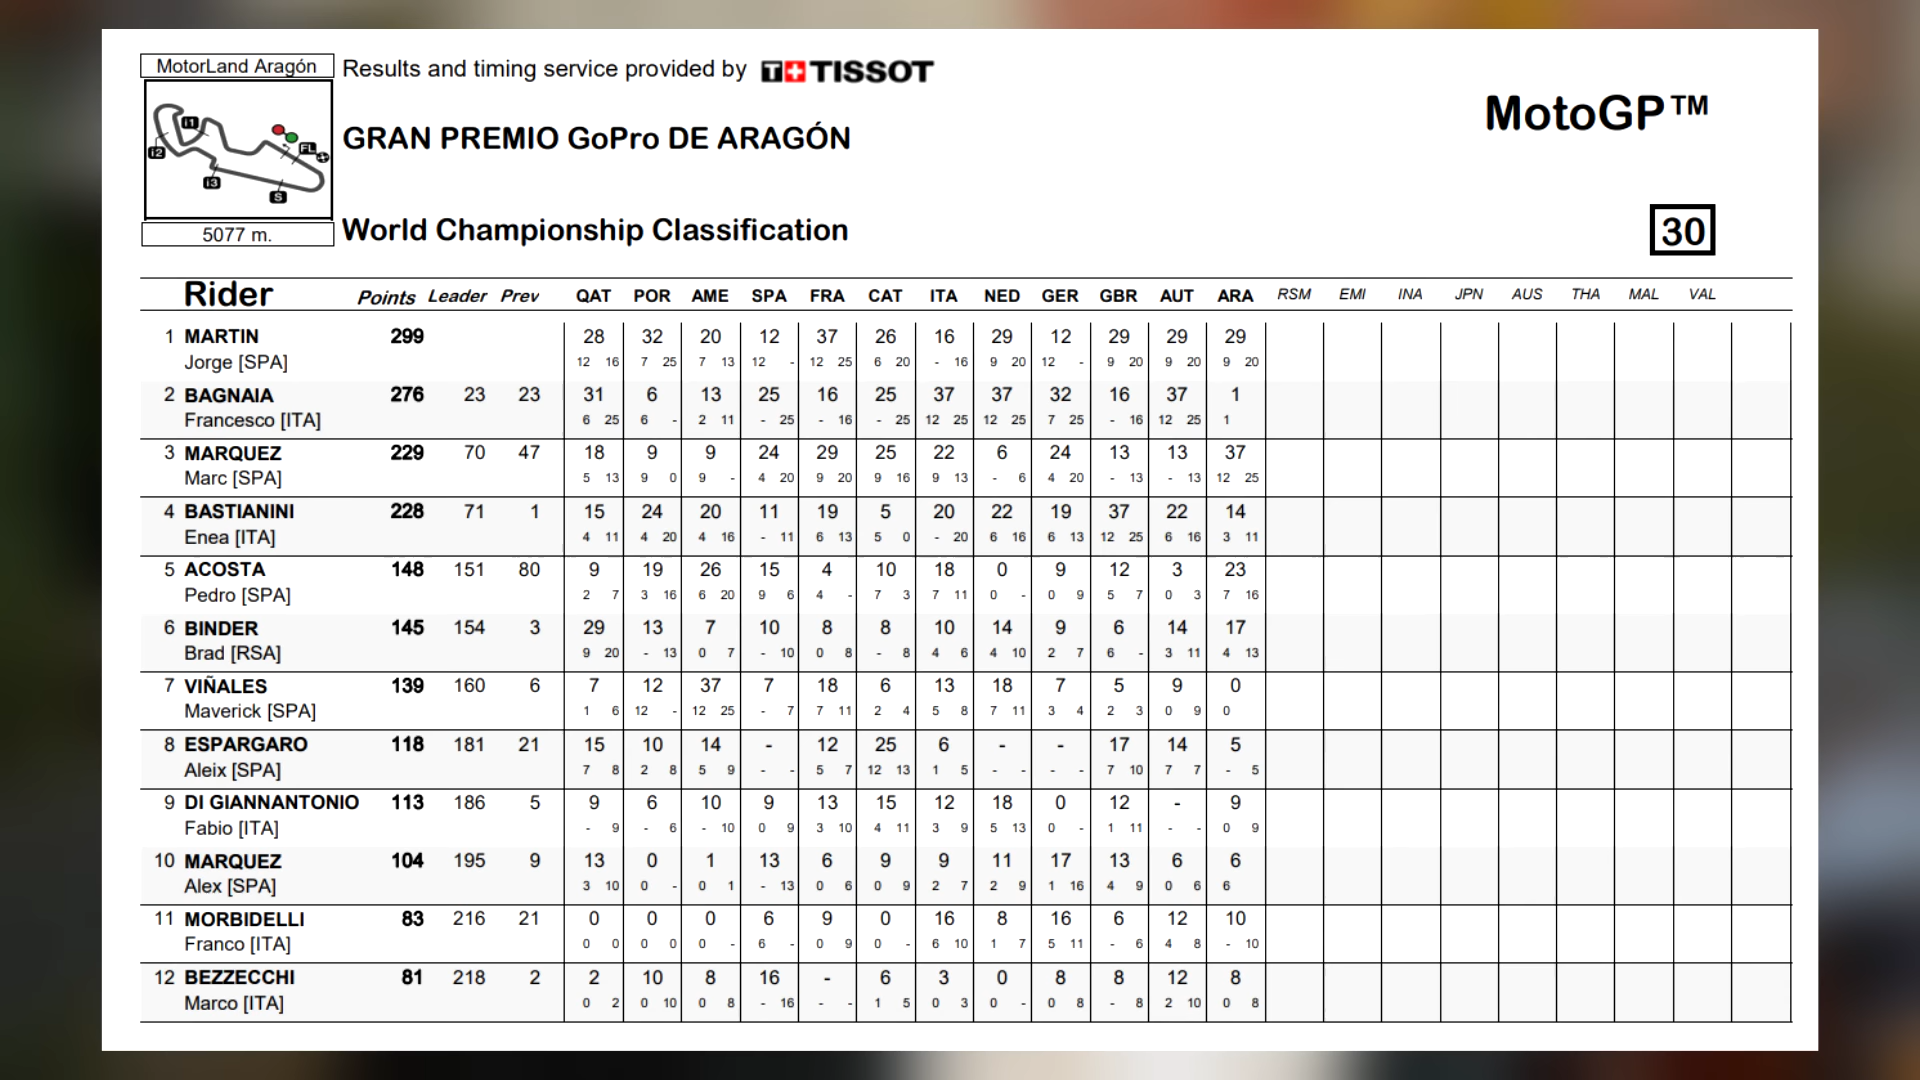 MotorLand Aragón
Results and timing service provided by T+ TISSOT
MotoGP™
GRAN PREMIO GoPro DE ARAGÓN
i1
i2
FL
i3
S
5077 m.
World Championship Classification
30
Rider Points Leader Prev QAT POR AME SPA FRA CAT ITA NED GER GBR AUT ARA RSM EMI INA JPN AUS THA MAL VAL
1 MARTIN 299 28 32 20 12 37 26 16 29 12 29 29 29
Jorge [SPA] 12 16 7 25 7 13 12 - 12 25 6 20 - 16 9 20 12 - 9 20 9 20 9 20
2 BAGNAIA 276 23 23 31 6 13 25 16 25 37 37 32 16 37 1
Francesco [ITA] 6 25 6 - 2 11 - 25 - 16 - 25 12 25 12 25 7 25 - 16 12 25 1
3 MARQUEZ 229 70 47 18 9 9 24 29 25 22 6 24 13 13 37
Marc [SPA] 5 13 9 0 9 - 4 20 9 20 9 16 9 13 - 6 4 20 - 13 - 13 12 25
4 BASTIANINI 228 71 1 15 24 20 11 19 5 20 22 19 37 22 14
Enea [ITA] 4 11 4 20 4 16 - 11 6 13 5 0 - 20 6 16 6 13 12 25 6 16 3 11
5 ACOSTA 148 151 80 9 19 26 15 4 10 18 0 9 12 3 23
Pedro [SPA] 2 7 3 16 6 20 9 6 4 - 7 3 7 11 0 - 0 9 5 7 0 3 7 16
6 BINDER 145 154 3 29 13 7 10 8 8 10 14 9 6 14 17
Brad [RSA] 9 20 - 13 0 7 - 10 0 8 - 8 4 6 4 10 2 7 6 - 3 11 4 13
7 VIÑALES 139 160 6 7 12 37 7 18 6 13 18 7 5 9 0
Maverick [SPA] 1 6 12 - 12 25 - 7 7 11 2 4 5 8 7 11 3 4 2 3 0 9 0
8 ESPARGARO 118 181 21 15 10 14 - 12 25 6 - - 17 14 5
Aleix [SPA] 7 8 2 8 5 9 - - 5 7 12 13 1 5 - - - - 7 10 7 7 - 5
9 DI GIANNANTONIO 113 186 5 9 6 10 9 13 15 12 18 0 12 - 9
Fabio [ITA] - 9 - 6 - 10 0 9 3 10 4 11 3 9 5 13 0 - 1 11 - - 0 9
10 MARQUEZ 104 195 9 13 0 1 13 6 9 9 11 17 13 6 6
Alex [SPA] 3 10 0 - 0 1 - 13 0 6 0 9 2 7 2 9 1 16 4 9 0 6 6
11 MORBIDELLI 83 216 21 0 0 0 6 9 0 16 8 16 6 12 10
Franco [ITA] 0 0 0 0 0 - 6 - 0 9 0 - 6 10 1 7 5 11 - 6 4 8 - 10
12 BEZZECCHI 81 218 2 2 10 8 16 - 6 3 0 8 8 12 8
Marco [ITA] 0 2 0 10 0 8 - 16 - - 1 5 0 3 0 - 0 8 - 8 2 10 0 8